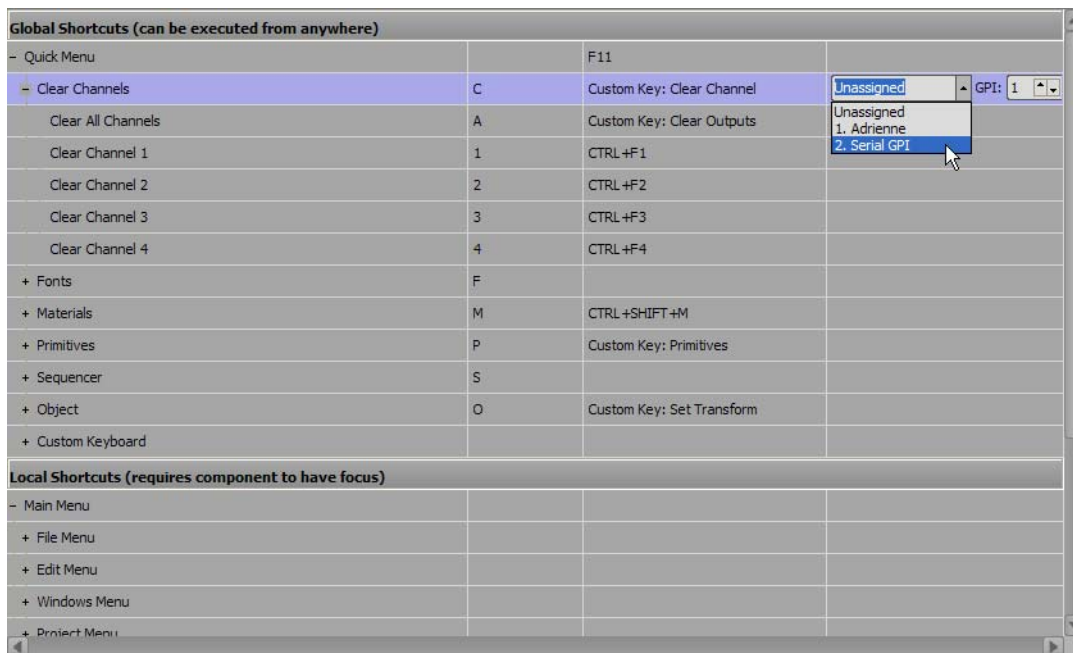 Global Shortcuts (can be executed from anywhere)
- Quick Menu F11
- Clear Channels C Custom Key: Clear Channel Unassigned GPI: 1
Unassigned
Clear All Channels A Custom Key: Clear Outputs 1. Adrienne
2. Serial GPI
Clear Channel 1 1 CTRL+F1
Clear Channel 2 2 CTRL+F2
Clear Channel 3 3 CTRL+F3
Clear Channel 4 4 CTRL+F4
+ Fonts F
+ Materials M CTRL+SHIFT+M
+ Primitives P Custom Key: Primitives
+ Sequencer S
+ Object O Custom Key: Set Transform
+ Custom Keyboard
Local Shortcuts (requires component to have focus)
- Main Menu
+ File Menu
+ Edit Menu
+ Windows Menu
+ Project Menu